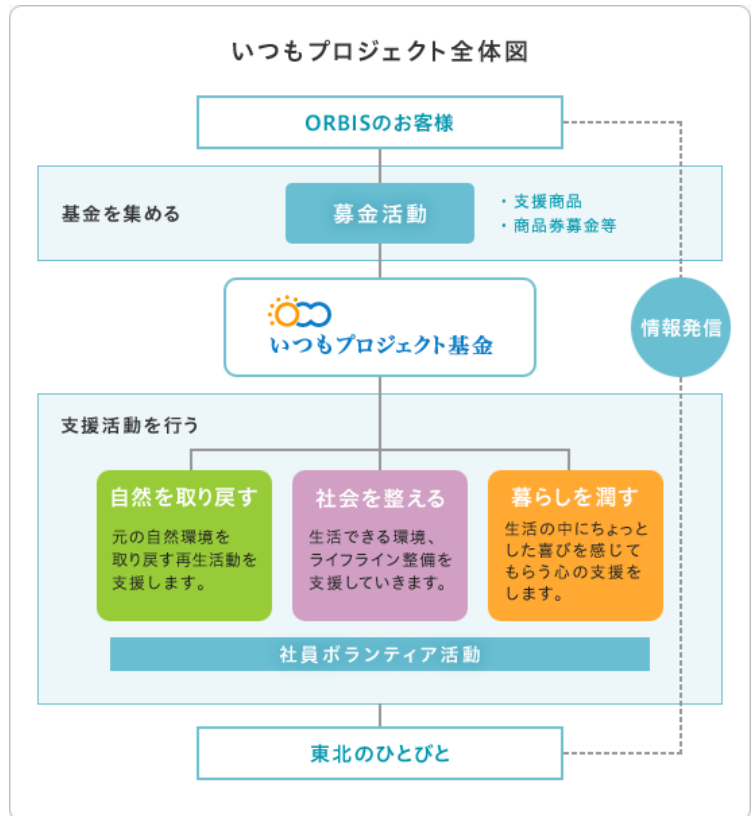 いつもプロジェクト全体図
ORBISのお客様
基金を集める
募金活動
・支援商品
・商品券募金等
いつもプロジェクト基金
情報発信
支援活動を行う
自然を取り戻す
元の自然環境を
取り戻す再生活動を
支援します。
社会を整える
生活できる環境、
ライフライン整備を
支援していきます。
暮らしを潤す
生活の中にちょっと
した喜びを感じて
もらう心の支援を
します。
社員ボランティア活動
東北のひとびと